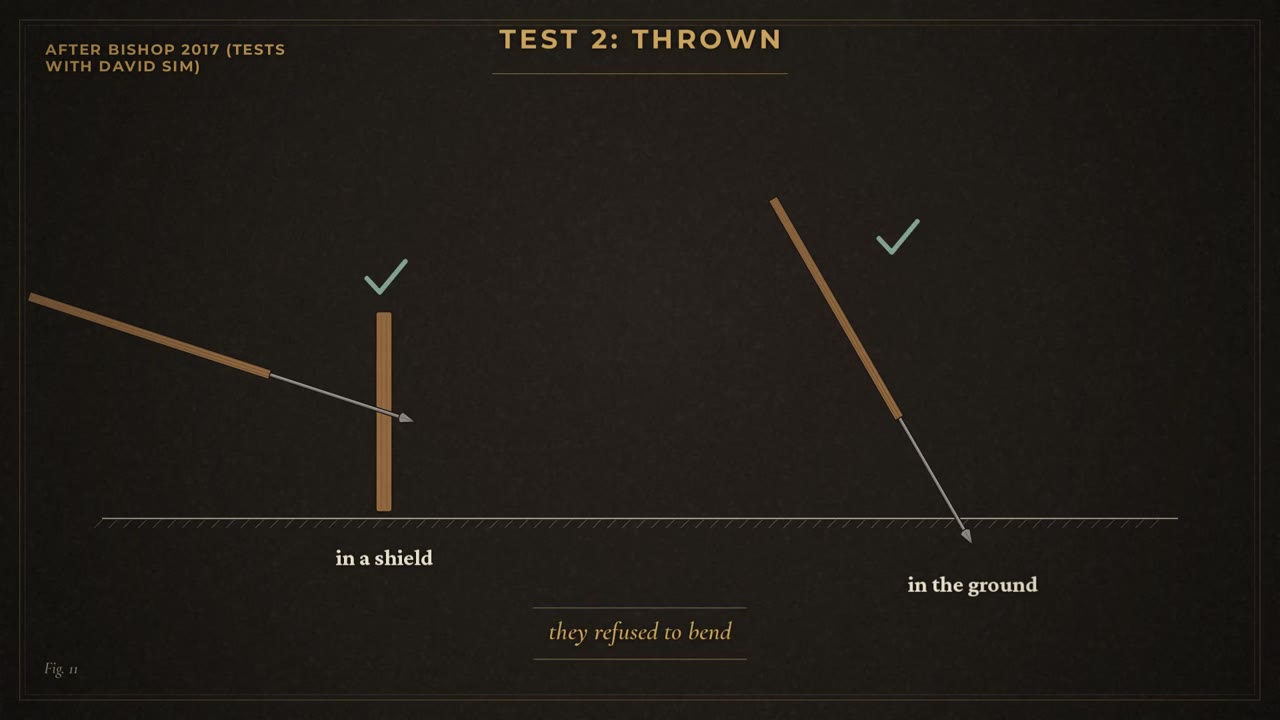 AFTER BISHOP 2017 (TESTS
WITH DAVID SIM)
TEST 2: THROWN
in a shield
in the ground
they refused to bend
Fig. 11